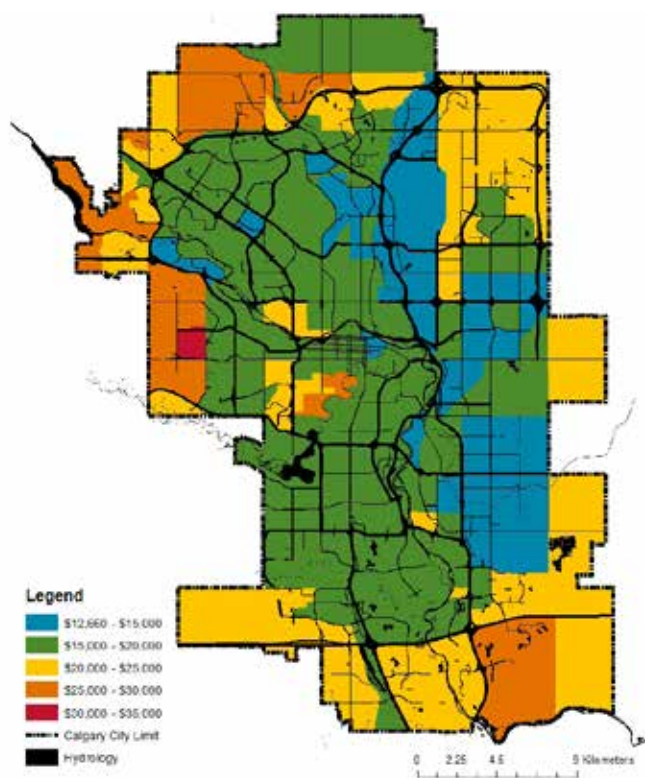 Legend
$12,660 - $15,000
$15,000 - $20,000
$20,000 - $25,000
$25,000 - $30,000
$30,000 - $35,000
Calgary City Limit
Hydrology
0 2.25 4.5 9 Kilometers